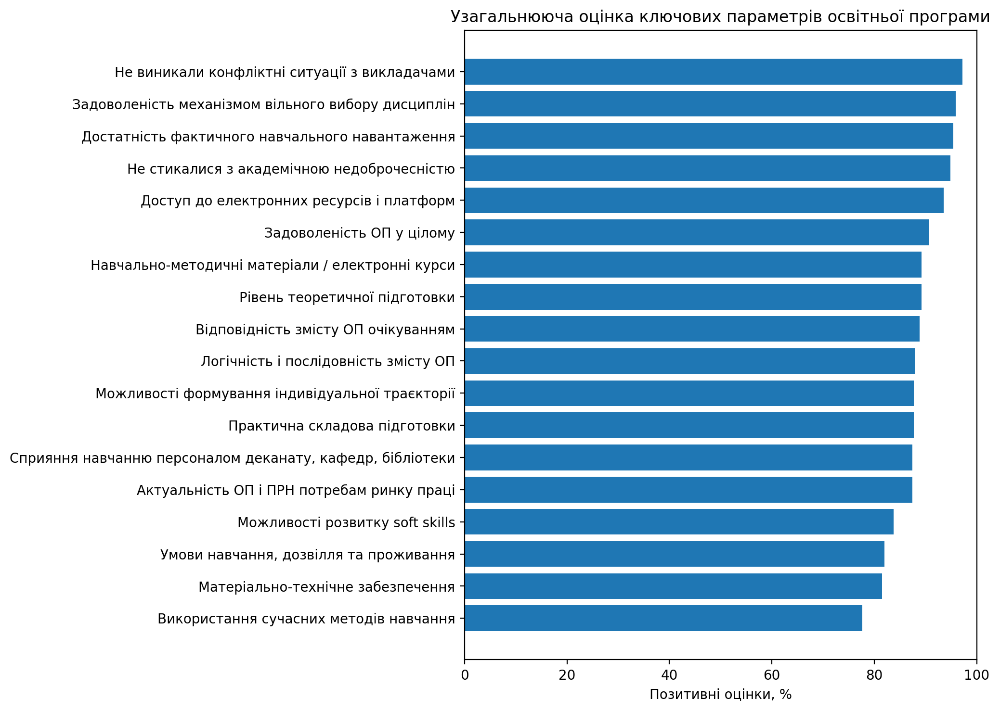 Узагальнююча оцінка ключових параметрів освітньої програми
Не виникали конфліктні ситуації з викладачами
Задоволеність механізмом вільного вибору дисциплін
Достатність фактичного навчального навантаження
Не стикалися з академічною недоброчесністю
Доступ до електронних ресурсів і платформ
Задоволеність ОП у цілому
Навчально-методичні матеріали / електронні курси
Рівень теоретичної підготовки
Відповідність змісту ОП очікуванням
Логічність і послідовність змісту ОП
Можливості формування індивідуальної траєкторії
Практична складова підготовки
Сприяння навчанню персоналом деканату, кафедр, бібліотеки
Актуальність ОП і ПРН потребам ринку праці
Можливості розвитку soft skills
Умови навчання, дозвілля та проживання
Матеріально-технічне забезпечення
Використання сучасних методів навчання
0 20 40 60 80 100
Позитивні оцінки, %